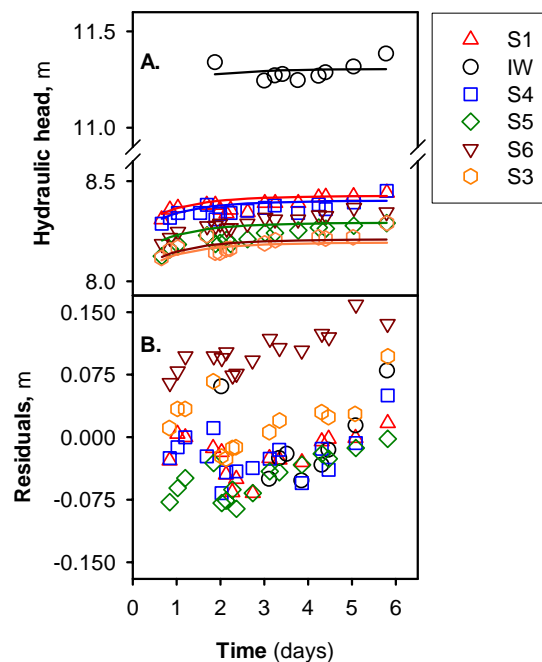 A.
Hydraulic head, m
11.5
11.0
8.5
8.0
S1
IW
S4
S5
S6
S3
B.
Residuals, m
0.150
0.075
0.000
-0.075
-0.150
0 1 2 3 4 5 6
Time (days)